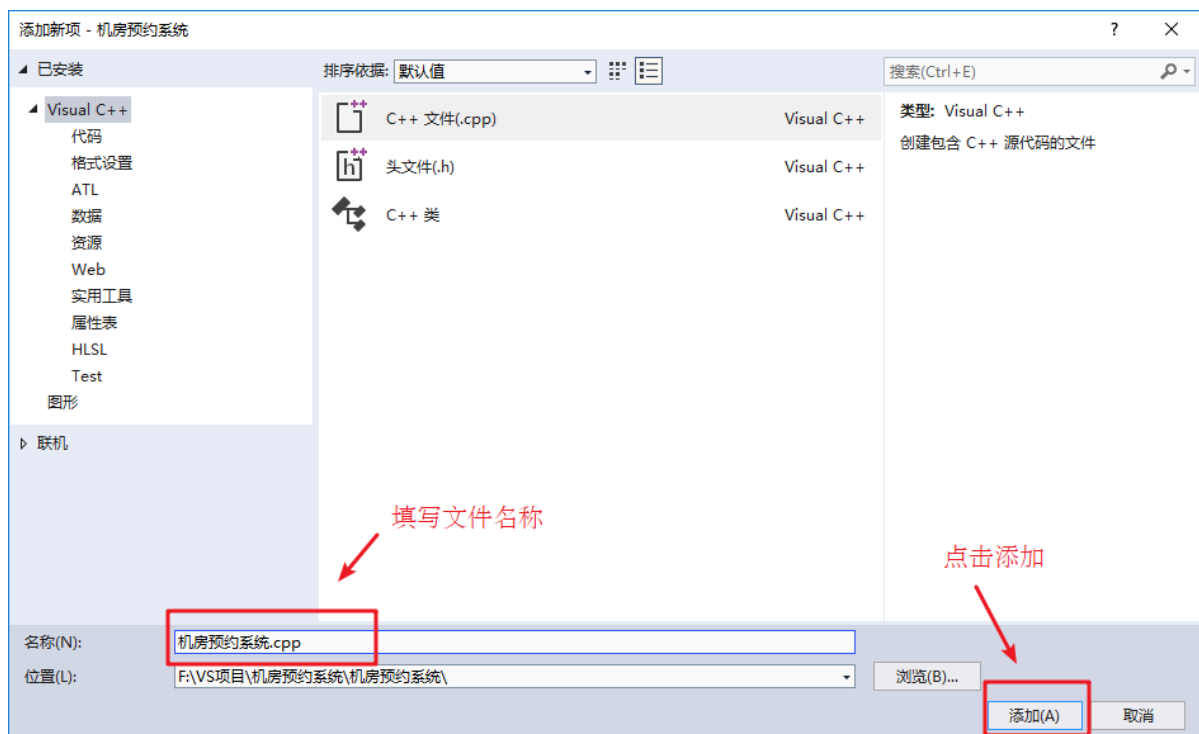 添加新项 - 机房预约系统
?
已安装
排序依据: 默认值
搜索(Ctrl+E)
Visual C++
代码
格式设置
ATL
数据
资源
Web
实用工具
属性表
HLSL
Test
图形
联机
C++ 文件(.cpp) Visual C++
头文件(.h) Visual C++
C++ 类 Visual C++
类型: Visual C++
创建包含 C++ 源代码的文件
填写文件名称
点击添加
名称(N): 机房预约系统.cpp
位置(L): F:\VS项目\机房预约系统\机房预约系统\
浏览(B)...
添加(A)
取消